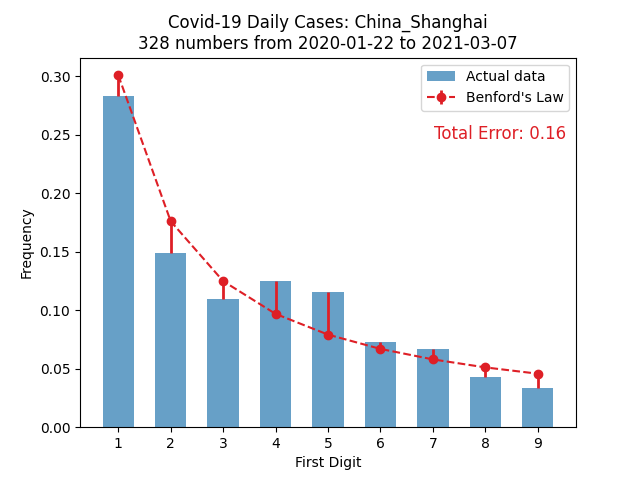 Covid-19 Daily Cases: China_Shanghai
328 numbers from 2020-01-22 to 2021-03-07
Actual data
Benford's Law
Total Error: 0.16
Frequency
0.30
0.25
0.20
0.15
0.10
0.05
0.00
1 2 3 4 5 6 7 8 9
First Digit